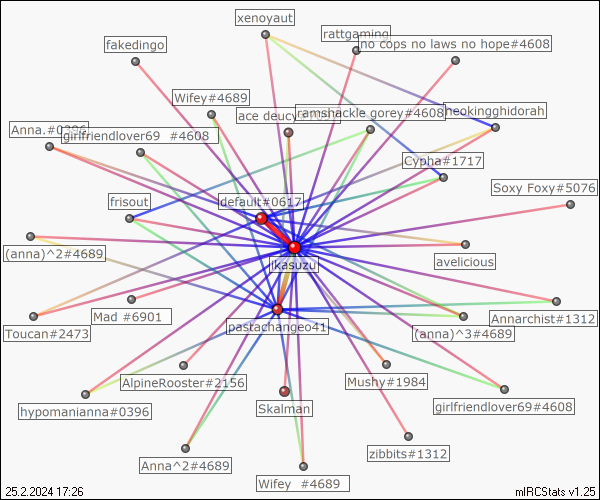 xenoyaut
rattgaming
fakedingo
no cops no laws no hope#4608
Wifey#4689
ace deucy
gorey#4608
heokingghidorah
Anna.#0396
girlfriendlover69 #4608
Cypha#1717
Soxy Foxy#5076
frisout
default#0617
(anna)^2#4689
avelicious
ikasuzu
Mad #6901
Annarchist#1312
Toucan#2473
pastachangeo41
(anna)^3#4689
AlpineRooster#2156
Mushy#1984
hypomanianna#0396
Skalman
girlfriendlover69#4608
zibbits#1312
Anna^2#4689
Wifey #4689
25.2.2024 17:26
mIRCStats v1.25